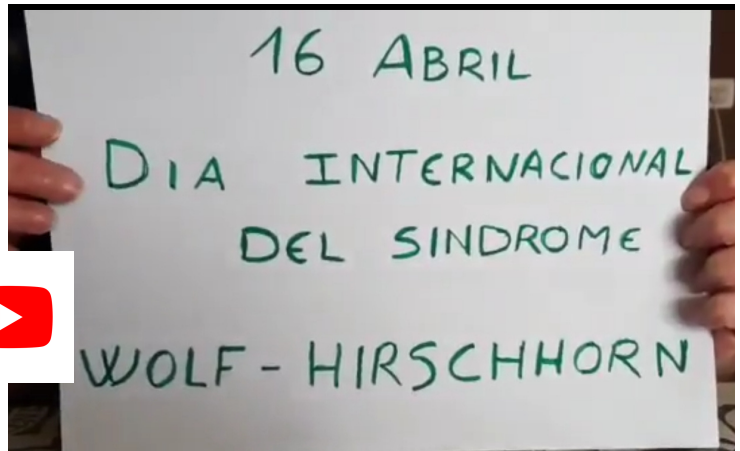 16 ABRIL
DIA INTERNACIONAL
DEL SINDROME
WOLF - HIRSCHHORN